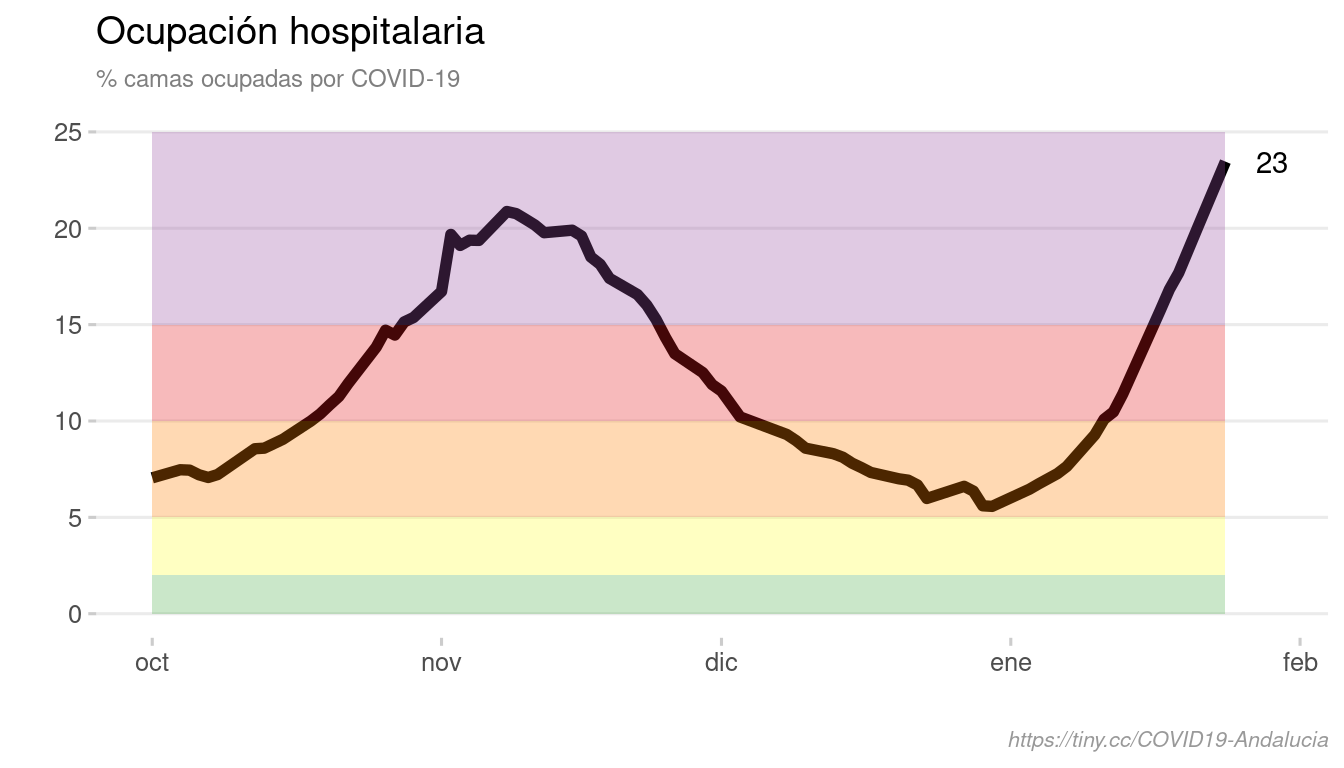 Ocupación hospitalaria
% camas ocupadas por COVID-19
25
23
20
15
10
5
0
oct nov dic ene feb
https://tiny.cc/COVID19-Andalucia